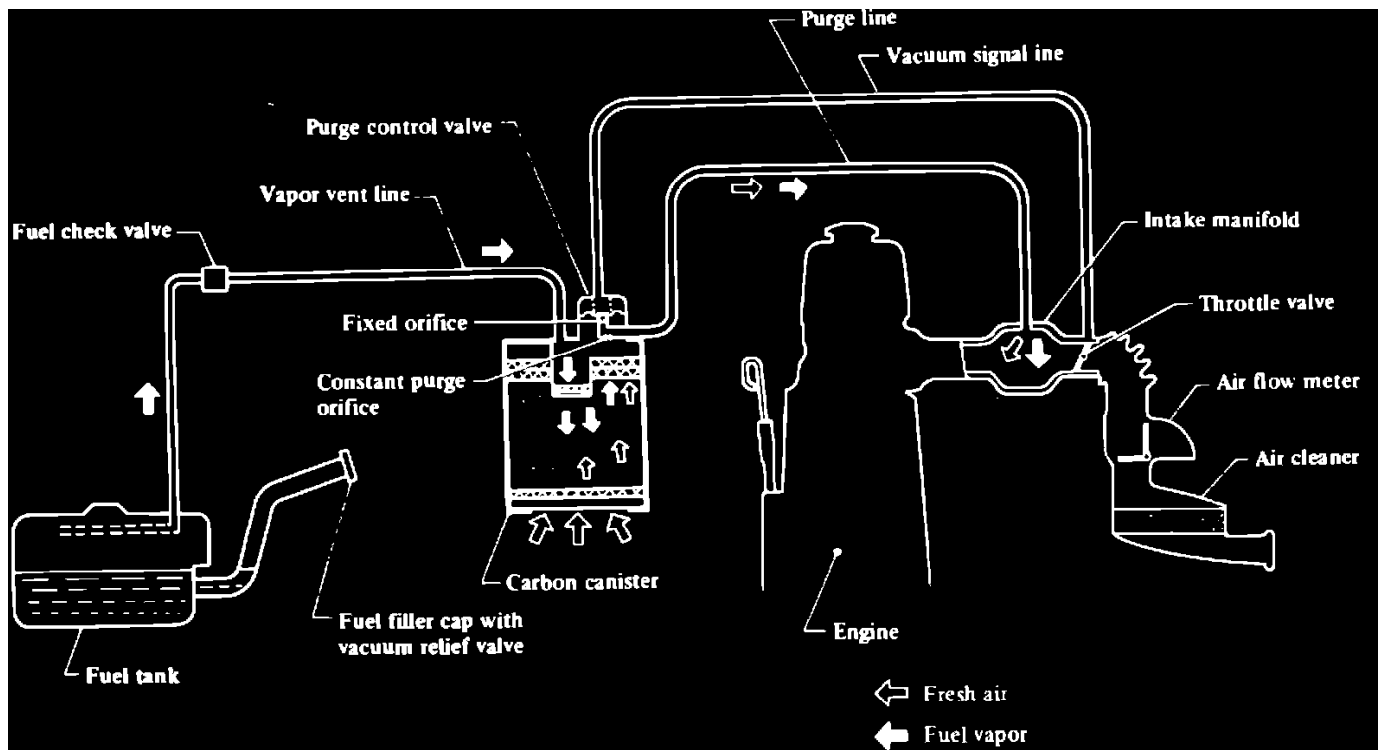 Purge line
Vacuum signal ine
Purge control valve
Vapor vent line
Fuel check valve
Intake manifold
Throttle valve
Fixed orifice
Constant purge
orifice
Air flow meter
Air cleaner
Carbon canister
Fuel filler cap with
vacuum relief valve
Engine
Fuel tank
Fresh air
Fuel vapor